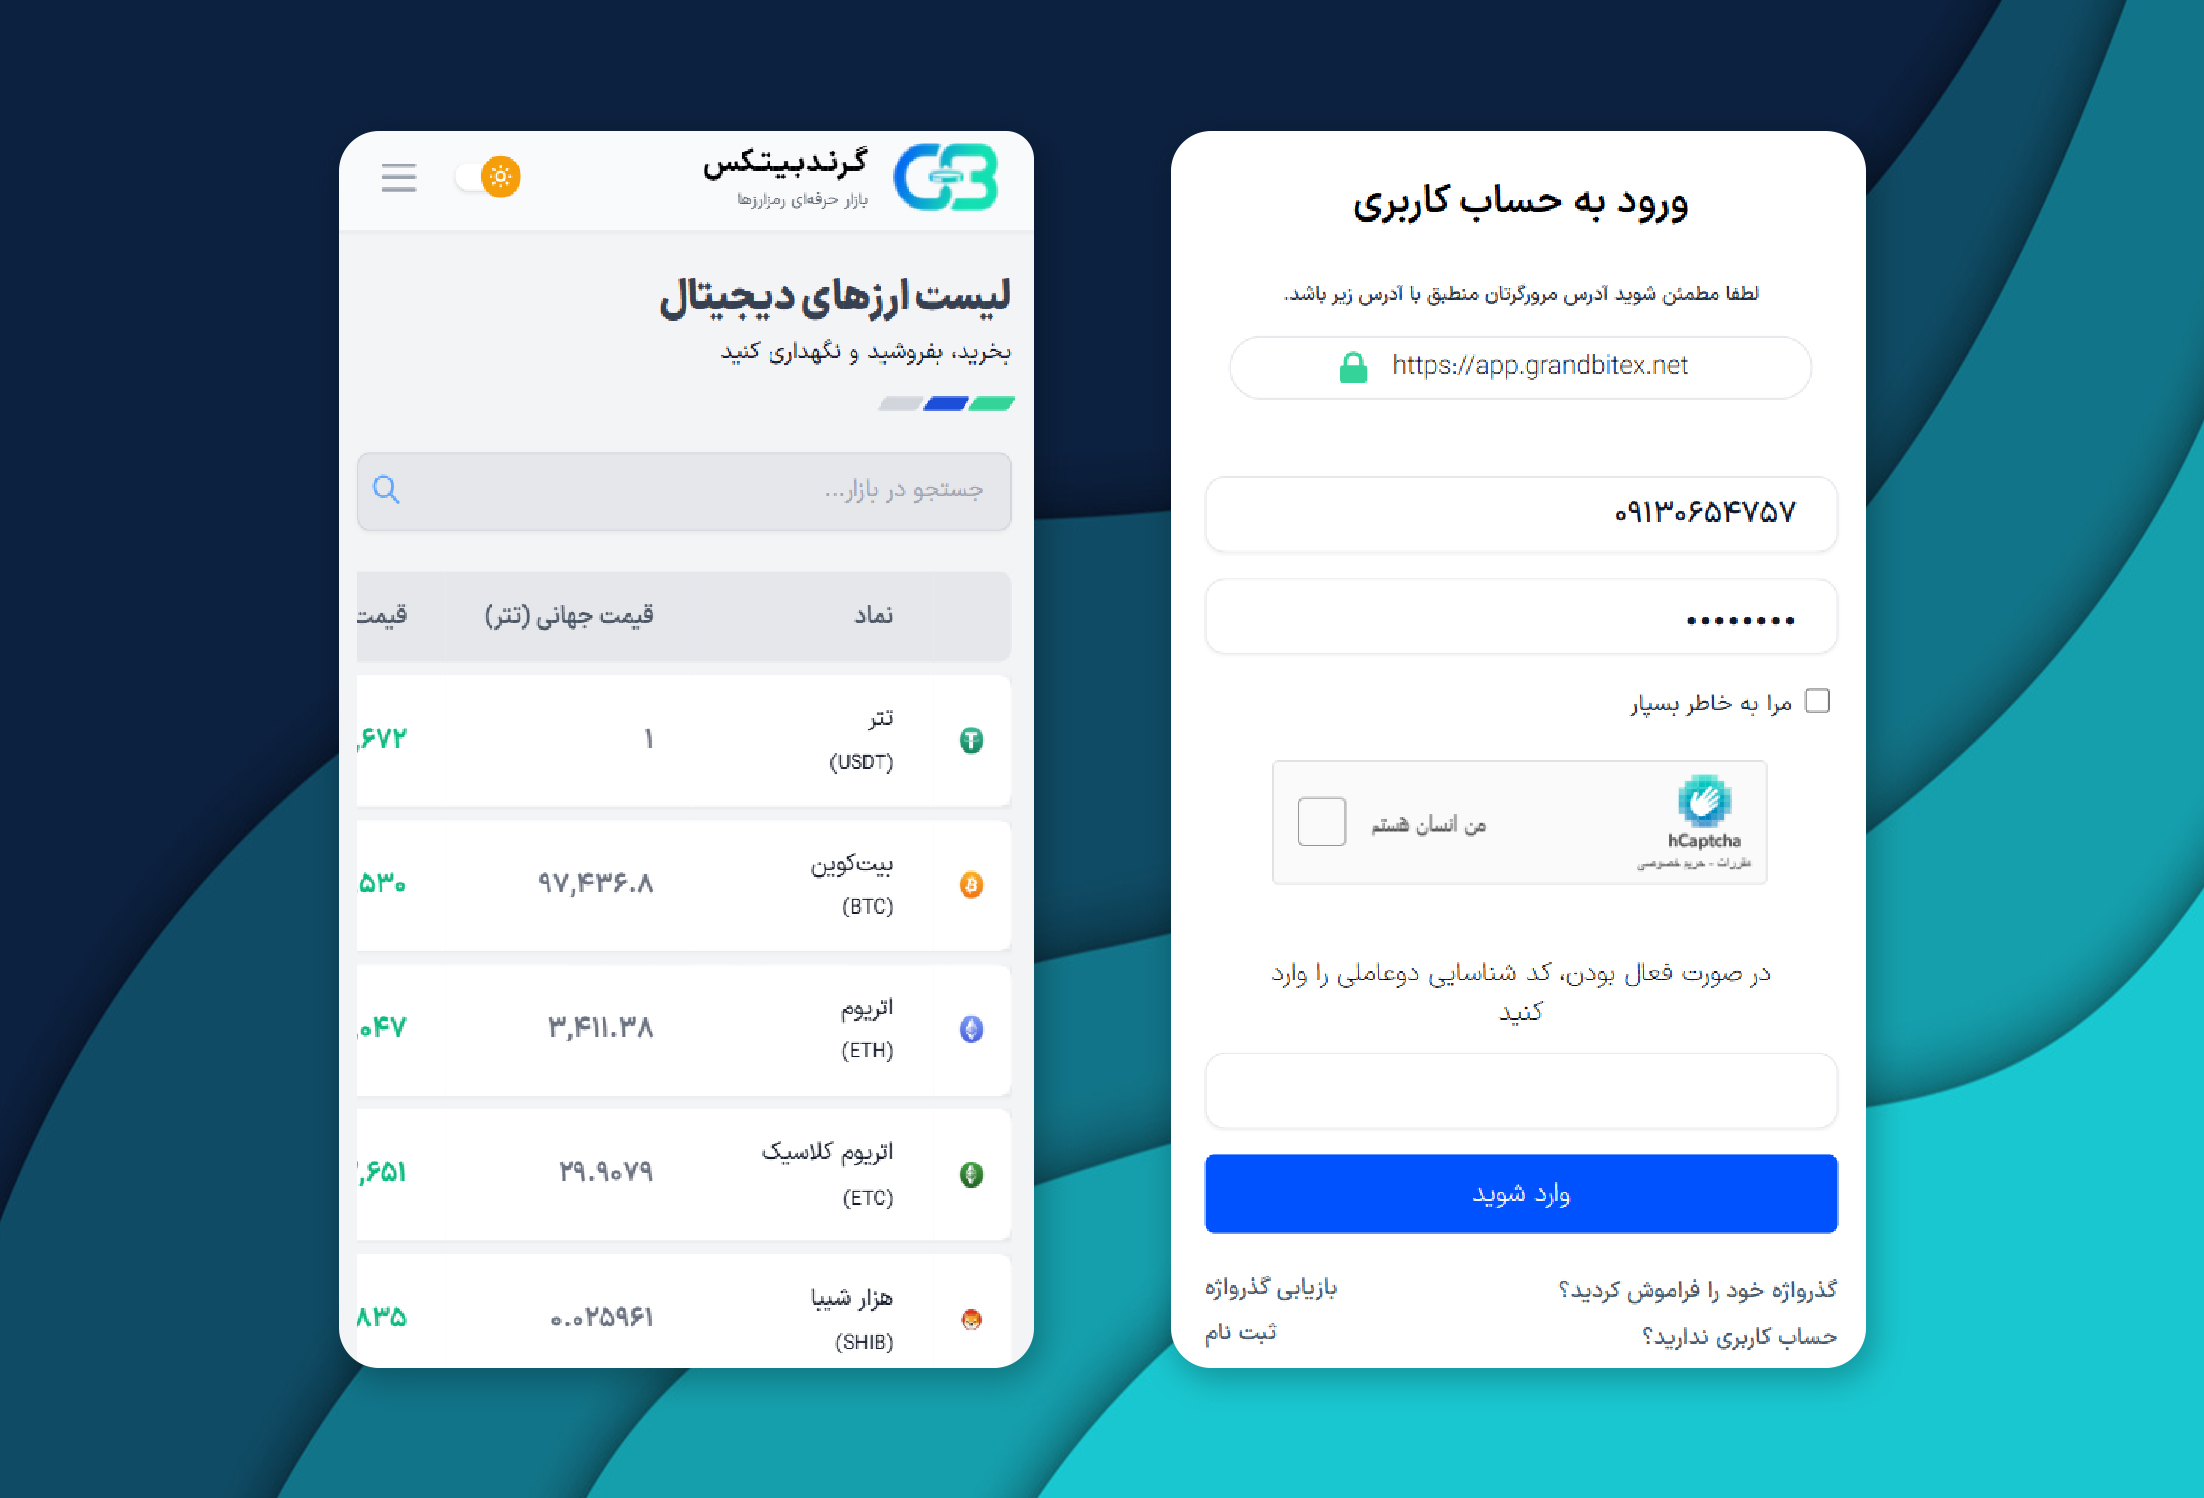 گرندبیتکس
بازار حرفه‌ای رمزارزها
لیست ارزهای دیجیتال
بخرید، بفروشید و نگهداری کنید
جستجو در بازار...
نماد قیمت جهانی (تتر) قیمت
تتر
(USDT)
۱
,۶۷۲
بیت‌کوین
(BTC)
۹۷,۴۳۶.۸
۵۳۰
اتریوم
(ETH)
۳,۴۱۱.۳۸
,۰۴۷
اتریوم کلاسیک
(ETC)
۲۹.۹۰۷۹
,۶۵۱
هزار شیبا
(SHIB)
۰.۰۲۵۹۶۱
۸۳۵
ورود به حساب کاربری
لطفا مطمئن شوید آدرس مرورگرتان منطبق با آدرس زیر باشد.
https://app.grandbitex.net
۰۹۱۳۰۶۵۴۷۵۷
•••••••••
مرا به خاطر بسپار
من انسان هستم
hCaptcha
مقررات - حریم خصوصی
در صورت فعال بودن، کد شناسایی دوعاملی را وارد
کنید
وارد شوید
گذرواژه خود را فراموش کردید؟ بازیابی گذرواژه
حساب کاربری ندارید؟ ثبت نام